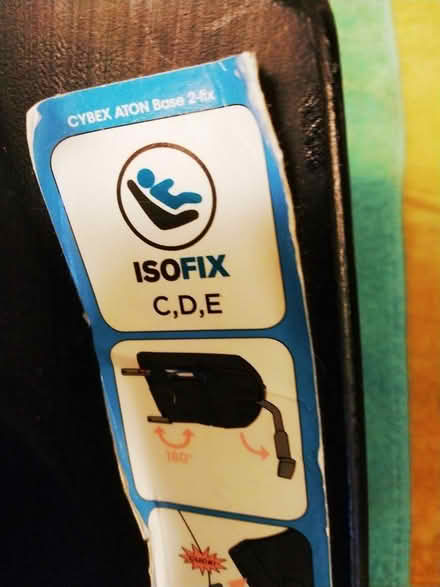 CYBEX ATON Base 2-fix
ISOFIX
C,D,E
180°